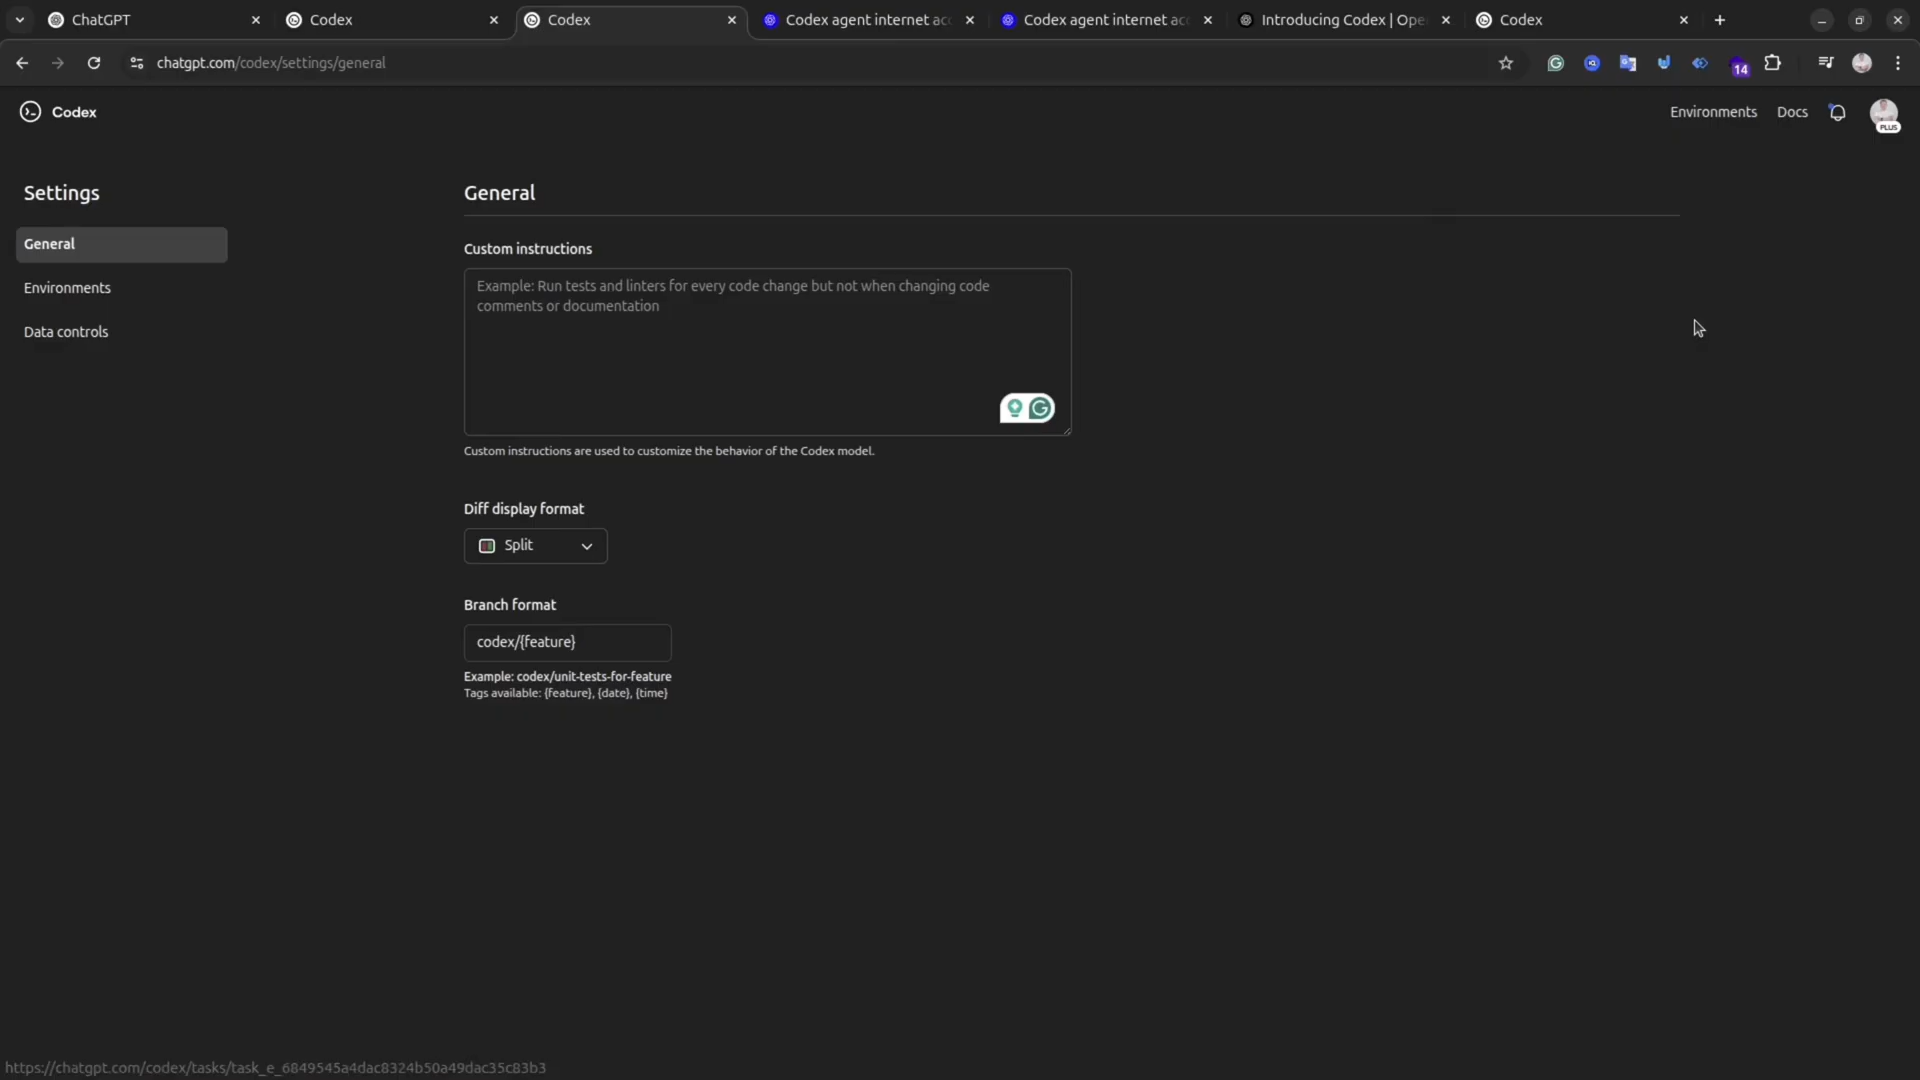 ChatGPT
Codex
Codex
Codex agent internet acc
Codex agent internet acc
Introducing Codex | Ope
Codex
chatgpt.com/codex/settings/general
14
Codex
Environments
Docs
PLUS
Settings
General
Environments
Data controls
General
Custom instructions
Example: Run tests and linters for every code change but not when changing code
comments or documentation
Custom instructions are used to customize the behavior of the Codex model.
Diff display format
Split
Branch format
codex/{feature}
Example: codex/unit-tests-for-feature
Tags available: {feature}, {date}, {time}
https://chatgpt.com/codex/tasks/task_e_6849545a4dac8324b50a49dac35c83b3